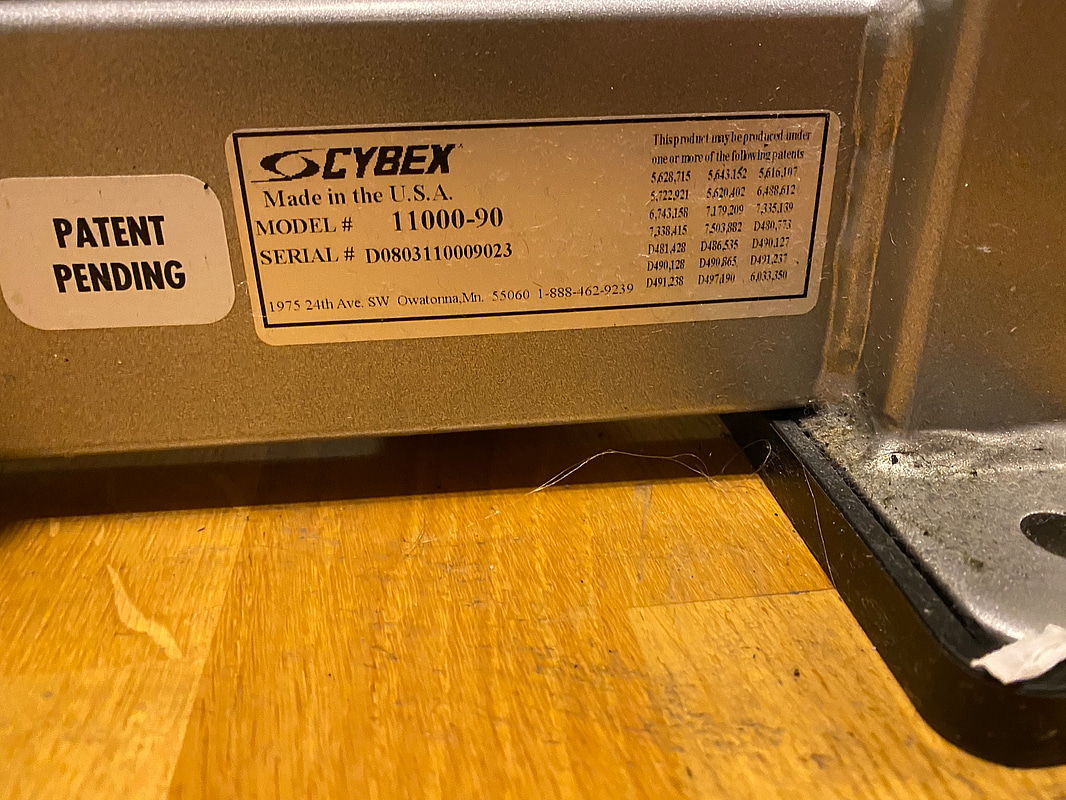 PATENT
PENDING
CYBEX
Made in the U.S.A.
MODEL # 11000-90
SERIAL # D0803110009023
1975 24th Ave. SW Owatonna,Mn. 55060 1-888-462-9239
This product may be produced under
one or more of the following patents
5,628,715 5,643,152 5,616,107
5,722,921 5,620,402 6,488,612
6,743,158 7,179,209 7,335,139
7,338,415 7,503,882 D480,773
D481,428 D486,535 D490,127
D490,128 D490,865 D491,237
D491,238 D497,190 6,033,350